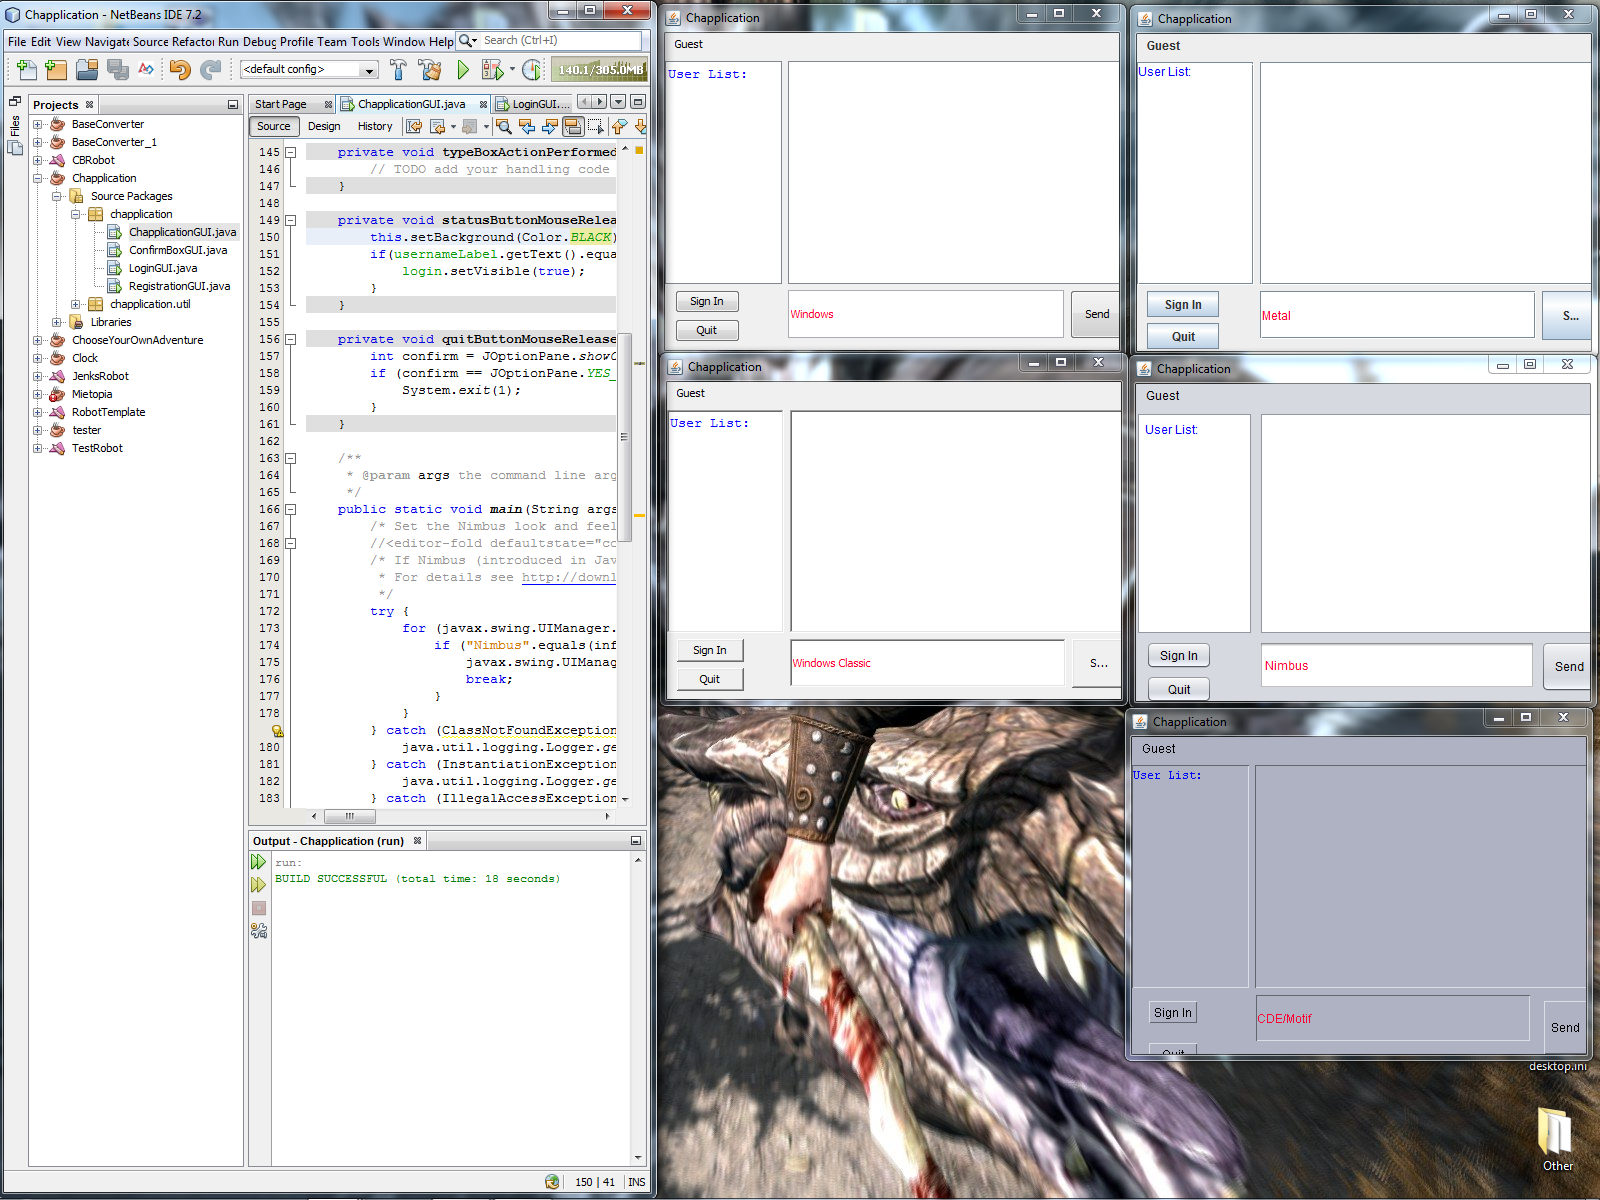 Chapplication - NetBeans IDE 7.2
File Edit View Navigate Source Refactor Run Debug Profile Team Tools Window Help
Search (Ctrl+I)
<default config>
140.1/305.0MB
Files
Projects
BaseConverter
BaseConverter_1
CBRobot
Chapplication
Source Packages
chapplication
ChapplicationGUI.java
ConfirmBoxGUI.java
LoginGUI.java
RegistrationGUI.java
chapplication.util
Libraries
ChooseYourOwnAdventure
Clock
JenksRobot
Mietopia
RobotTemplate
tester
TestRobot
Start Page
ChapplicationGUI.java
LoginGUI....
Source Design History
145 private void typeBoxActionPerformed
146 // TODO add your handling code
147 }
148
149 private void statusButtonMouseRelea
150 this.setBackground(Color.BLACK)
151 if(usernameLabel.getText().equa
152 login.setVisible(true);
153 }
154 }
155
156 private void quitButtonMouseRelease
157 int confirm = JOptionPane.showC
158 if (confirm == JOptionPane.YES_
159 System.exit(1);
160 }
161 }
162
163 /**
164 * @param args the command line arg
165 */
166 public static void main(String args
167 /* Set the Nimbus look and feel
168 //<editor-fold defaultstate="co
169 /* If Nimbus (introduced in Jav
170 * For details see http://downl
171 */
172 try {
173 for (javax.swing.UIManager.
174 if ("Nimbus".equals(inf
175 javax.swing.UIManag
176 break;
177 }
178 }
} catch (ClassNotFoundException
180 java.util.logging.Logger.ge
181 } catch (InstantiationException
182 java.util.logging.Logger.ge
183 } catch (IllegalAccessException
Output - Chapplication (run)
run:
BUILD SUCCESSFUL (total time: 18 seconds)
150 | 41 INS
Chapplication
Guest
User List:
Sign In
Quit
Windows
Send
Chapplication
Guest
User List:
Sign In
Quit
Metal
S...
Chapplication
Guest
User List:
Sign In
Quit
Windows Classic
S...
Chapplication
Guest
User List:
Sign In
Quit
Nimbus
Send
Chapplication
Guest
User List:
Sign In
Quit
CDE/Motif
Send
desktop.ini
Other